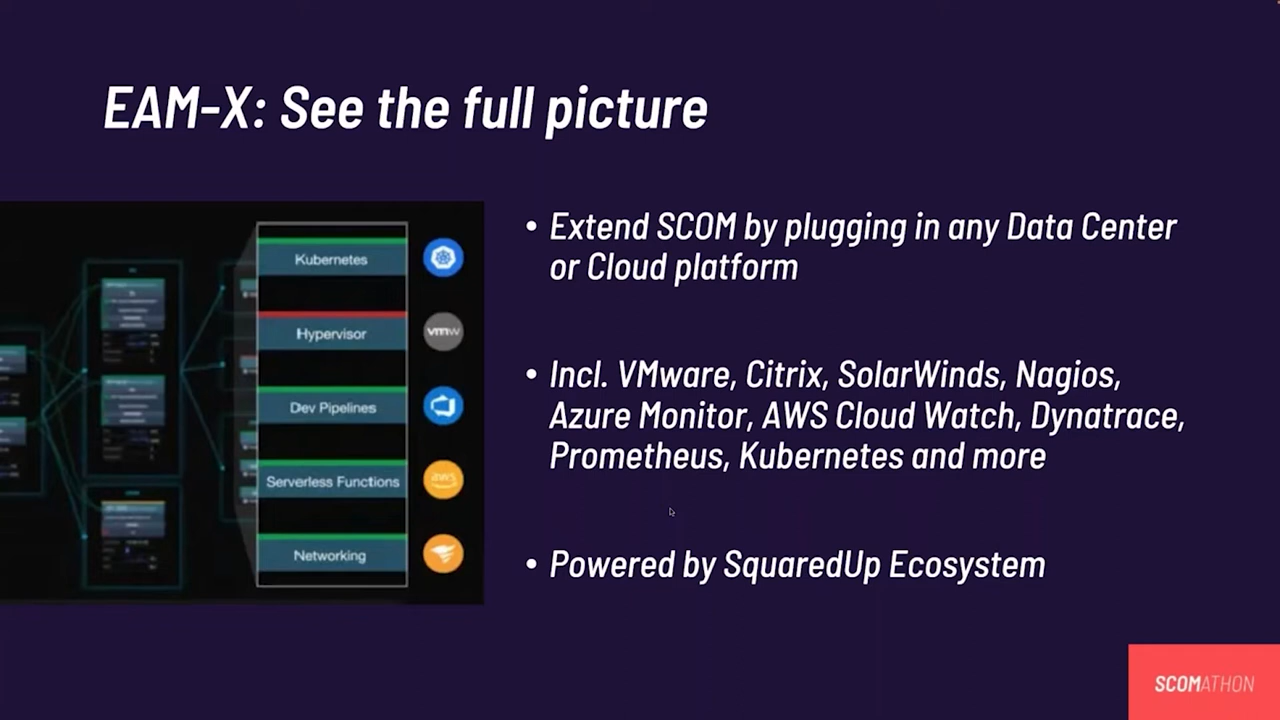 EAM-X: See the full picture
Kubernetes
Hypervisor
vmw
Dev Pipelines
Serverless Functions
aws
Networking
• Extend SCOM by plugging in any Data Center
or Cloud platform
• Incl. VMware, Citrix, SolarWinds, Nagios,
Azure Monitor, AWS Cloud Watch, Dynatrace,
Prometheus, Kubernetes and more
• Powered by SquaredUp Ecosystem
SCOMATHON